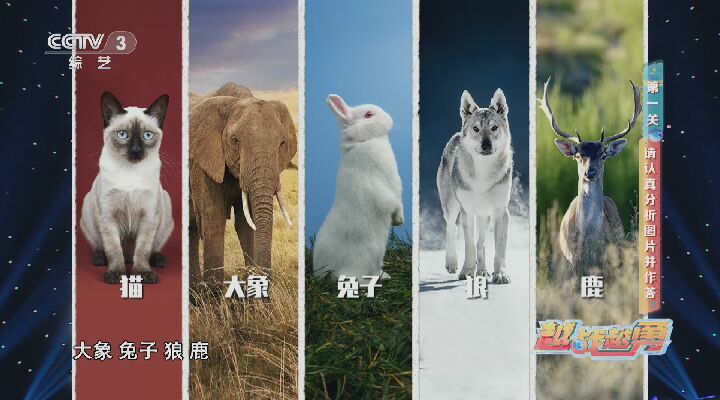 CCTV 3
综艺
第一关 请认真分析图片并作答
猫
大象
兔子
狼
鹿
大象 兔子 狼 鹿
越战越勇